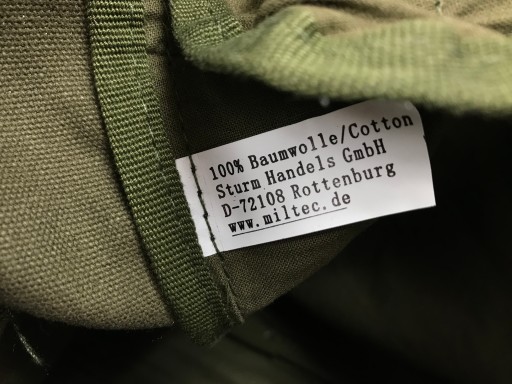 100% Baumwolle/Cotton
Sturm Handels GmbH
D-72108 Rottenburg
www.miltec.de